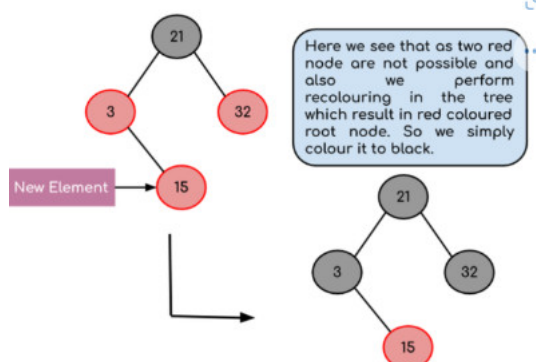 21
Here we see that as two red
node are not possible and
also we perform
recolouring in the tree
which result in red coloured
root node. So we simply
colour it to black.
3
32
New Element
15
21
3
32
15